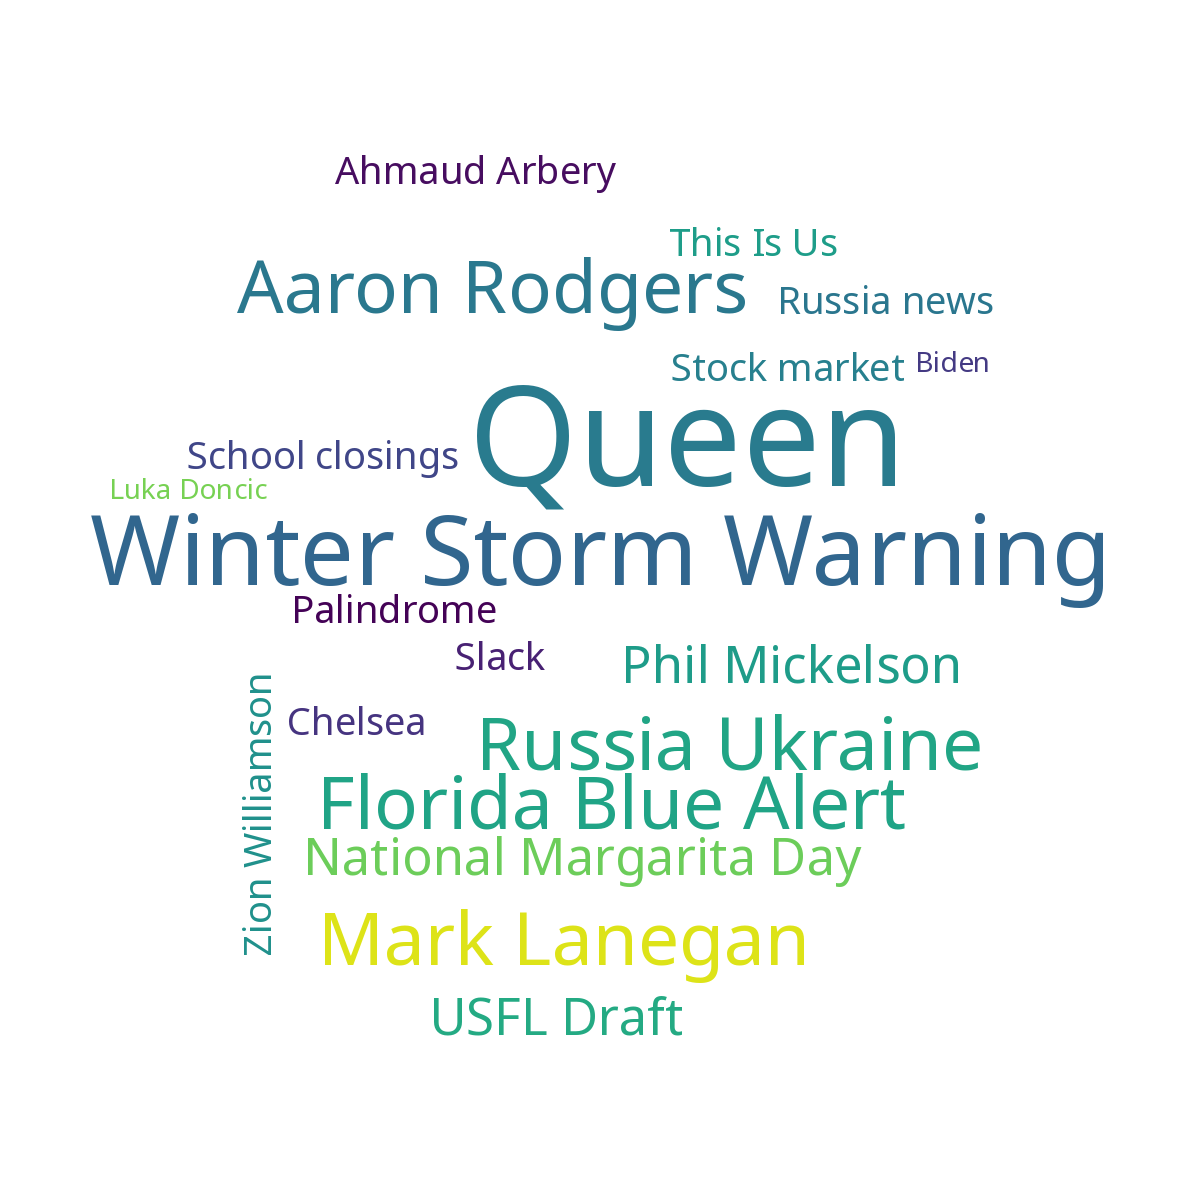 Ahmaud Arbery
This Is Us
Aaron Rodgers
Russia news
Stock market
Biden
Queen
School closings
Luka Doncic
Winter Storm Warning
Palindrome
Slack
Phil Mickelson
Zion Williamson
Chelsea
Russia Ukraine
Florida Blue Alert
National Margarita Day
Mark Lanegan
USFL Draft